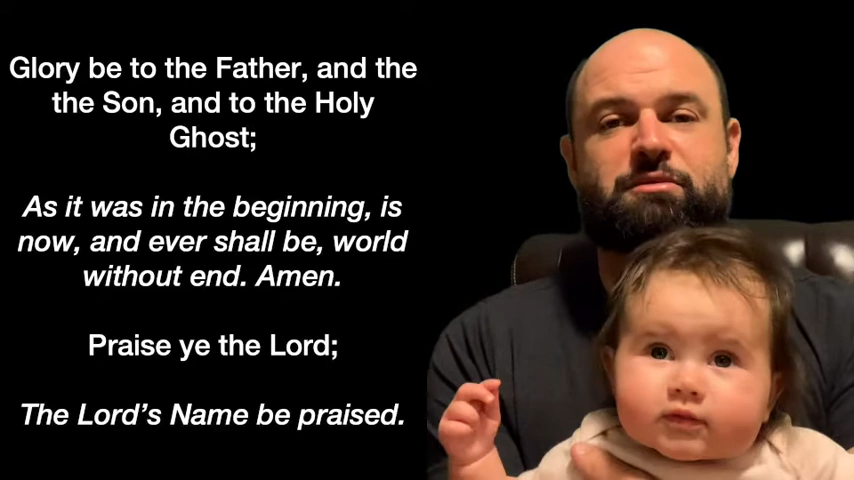 Glory be to the Father, and the
the Son, and to the Holy
Ghost;
As it was in the beginning, is
now, and ever shall be, world
without end. Amen.
Praise ye the Lord;
The Lord's Name be praised.